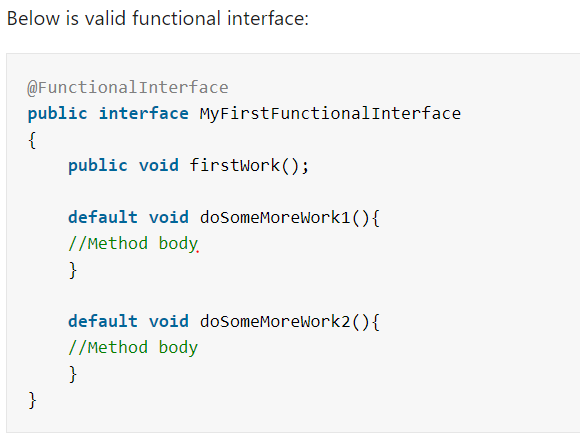 Below is valid functional interface:
@FunctionalInterface
public interface MyFirstFunctionalInterface
{
    public void firstWork();
    default void doSomeMoreWork1(){
    //Method body
    }
    default void doSomeMoreWork2(){
    //Method body
    }
}